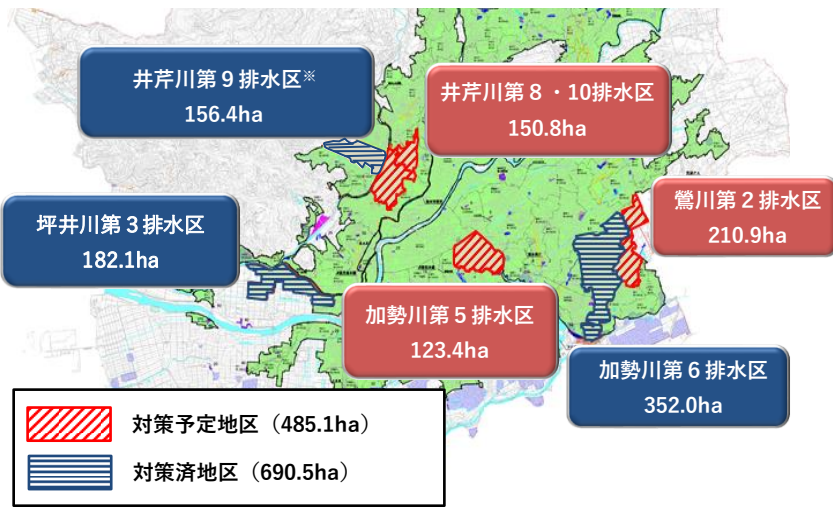 井芹川第９排水区※
156.4ha
井芹川第８・10排水区
150.8ha
鶯川第２排水区
210.9ha
坪井川第３排水区
182.1ha
加勢川第５排水区
123.4ha
加勢川第６排水区
352.0ha
対策予定地区（485.1ha）
対策済地区（690.5ha）